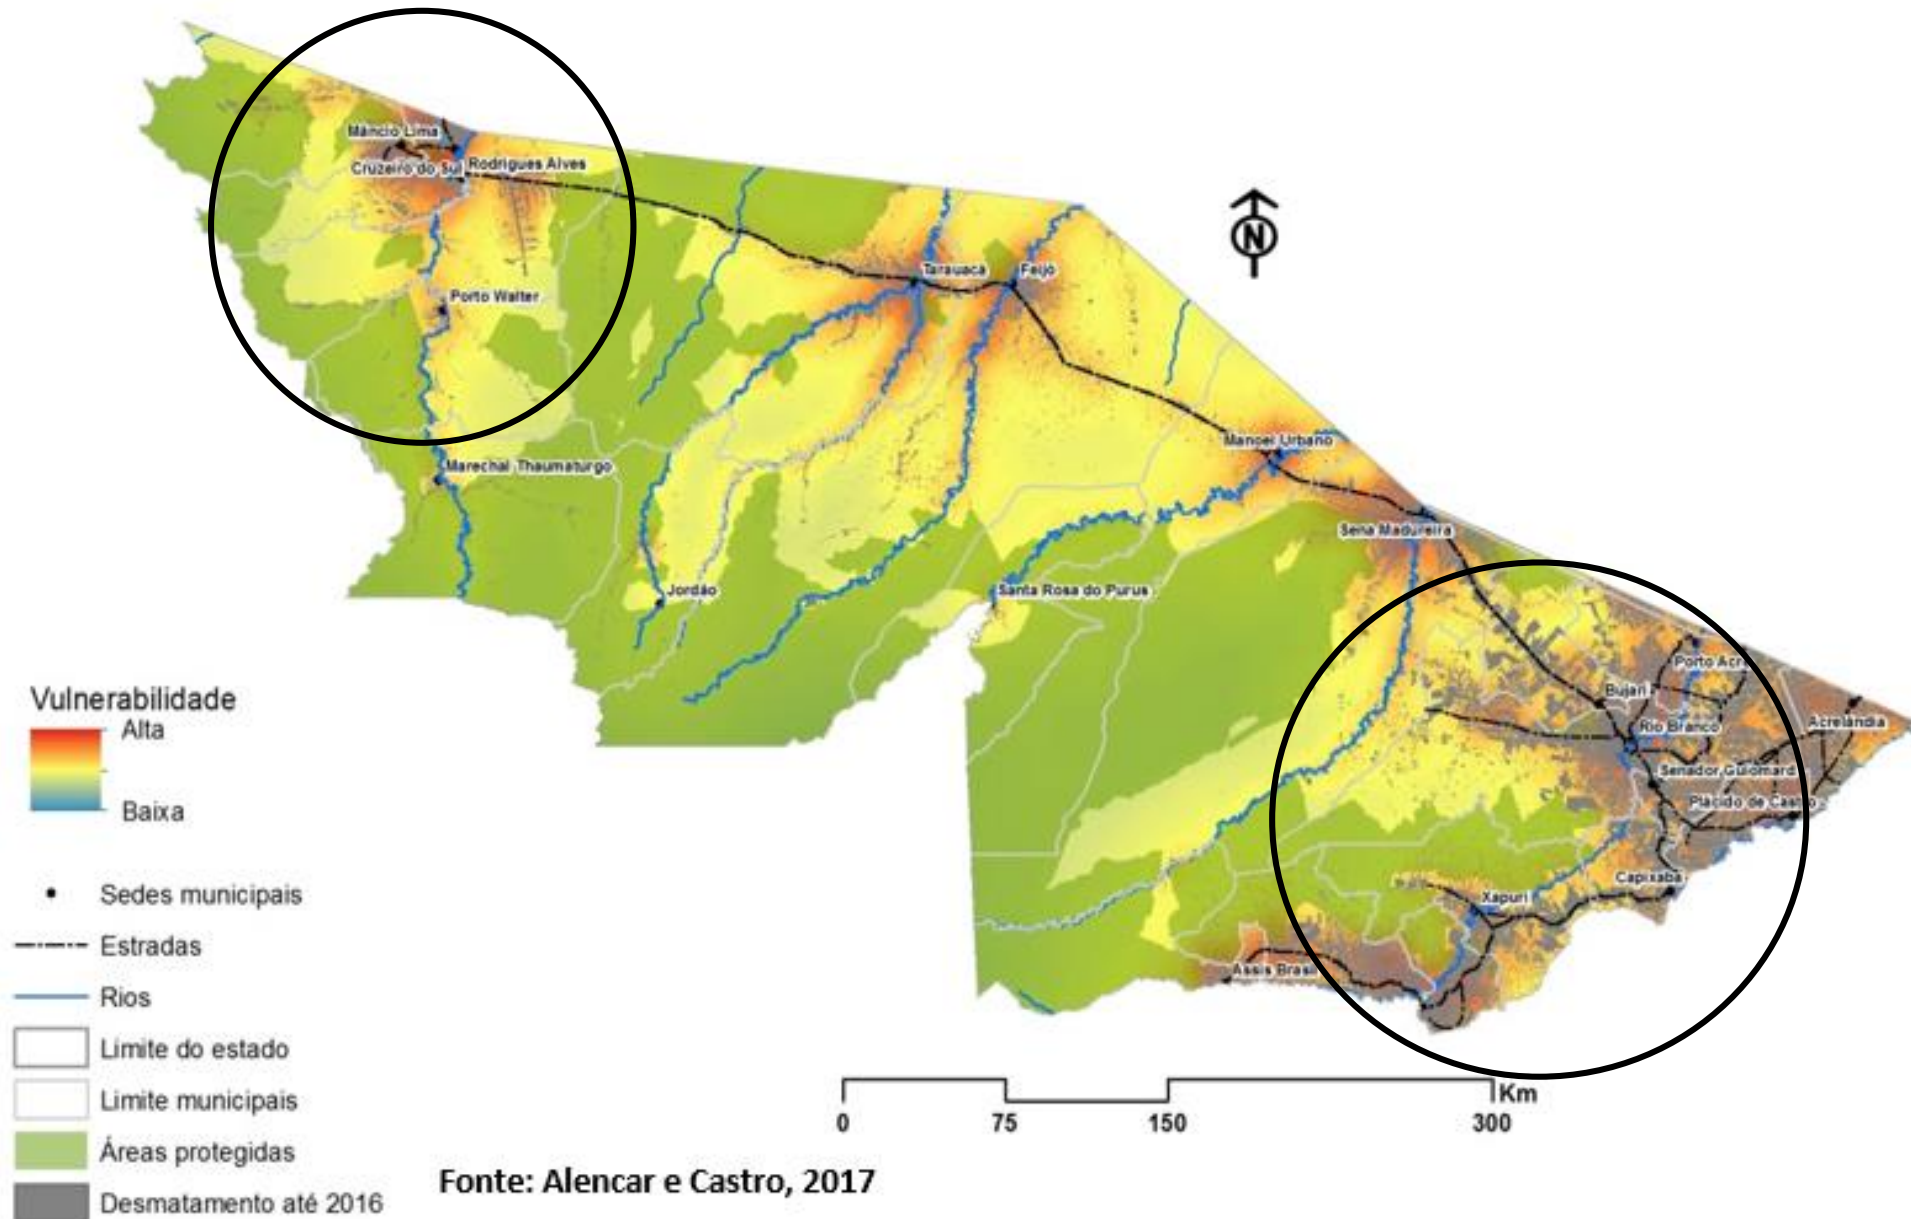 Mâncio Lima
Cruzeiro do Sul
Rodrigues Alves
Porto Walter
Tarauacá
Feijó
N
Marechal Thaumaturgo
Manoel Urbano
Sena Madureira
Jordão
Santa Rosa do Purus
Porto Acre
Bujari
Rio Branco
Acrelândia
Senador Guiomard
Plácido de Castro
Capixaba
Xapuri
Assis Brasil
Vulnerabilidade
Alta
Baixa
Sedes municipais
Estradas
Rios
Limite do estado
Limite municipais
Áreas protegidas
Desmatamento até 2016
Km
0 75 150 300
Fonte: Alencar e Castro, 2017